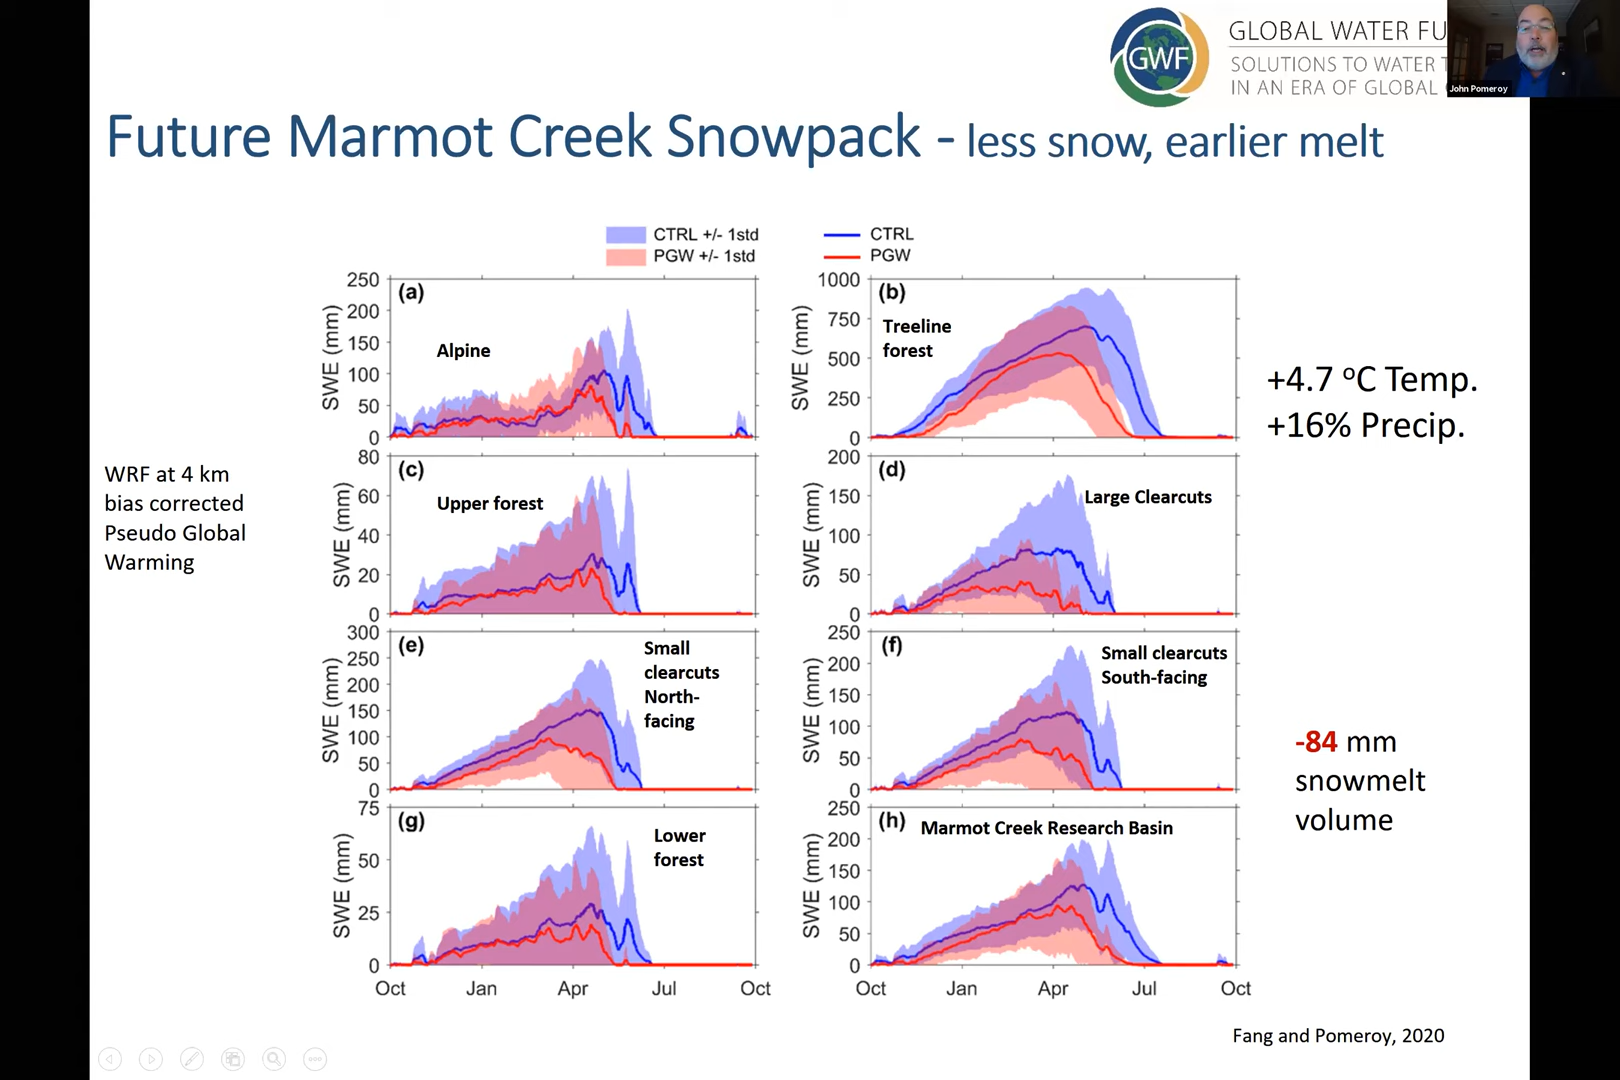 GWF
GLOBAL WATER FU
SOLUTIONS TO WATER T
IN AN ERA OF GLOBAL
John Pomeroy
Future Marmot Creek Snowpack - less snow, earlier melt
CTRL +/- 1std
CTRL
PGW +/- 1std
PGW
250
200
150
100
50
0
SWE (mm)
(a)
Alpine
1000
750
500
250
0
SWE (mm)
(b)
Treeline
forest
+4.7 ºC Temp.
+16% Precip.
WRF at 4 km
bias corrected
Pseudo Global
Warming
80
60
40
20
0
SWE (mm)
(c)
Upper forest
200
150
100
50
0
SWE (mm)
(d)
Large Clearcuts
300
250
200
150
100
50
0
SWE (mm)
(e)
Small
clearcuts
North-
facing
250
200
150
100
50
0
SWE (mm)
(f)
Small clearcuts
South-facing
-84 mm
snowmelt
volume
75
50
25
0
SWE (mm)
(g)
Lower
forest
Oct Jan Apr Jul Oct
250
200
150
100
50
0
SWE (mm)
(h)
Marmot Creek Research Basin
Oct Jan Apr Jul Oct
Fang and Pomeroy, 2020